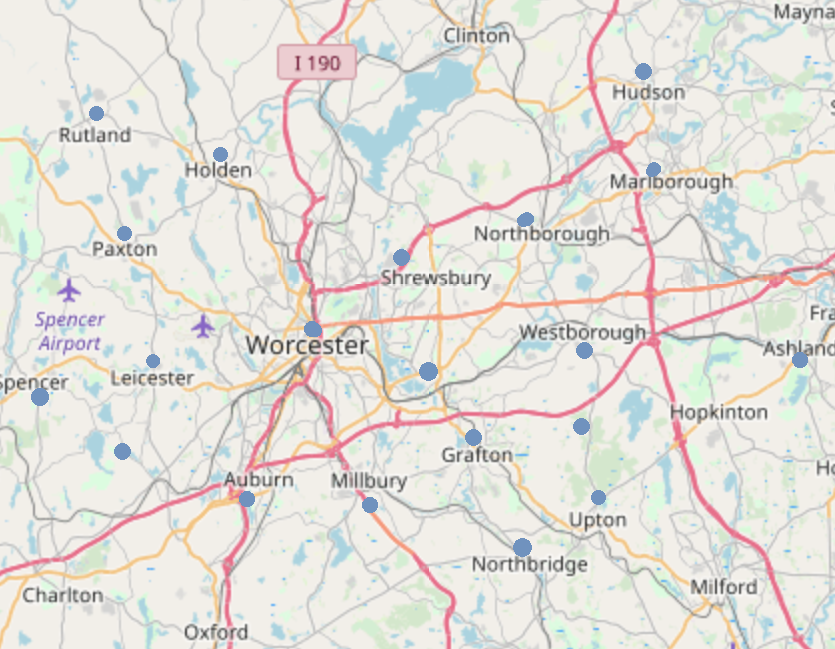 Mayna
Clinton
I 190
Hudson
Rutland
Holden
Marlborough
Northborough
Paxton
Shrewsbury
Spencer
Airport
Fra
Westborough
Worcester
Ashland
Leicester
Spencer
Hopkinton
Grafton
Auburn
Millbury
Ho
Upton
Northbridge
Milford
Charlton
Oxford